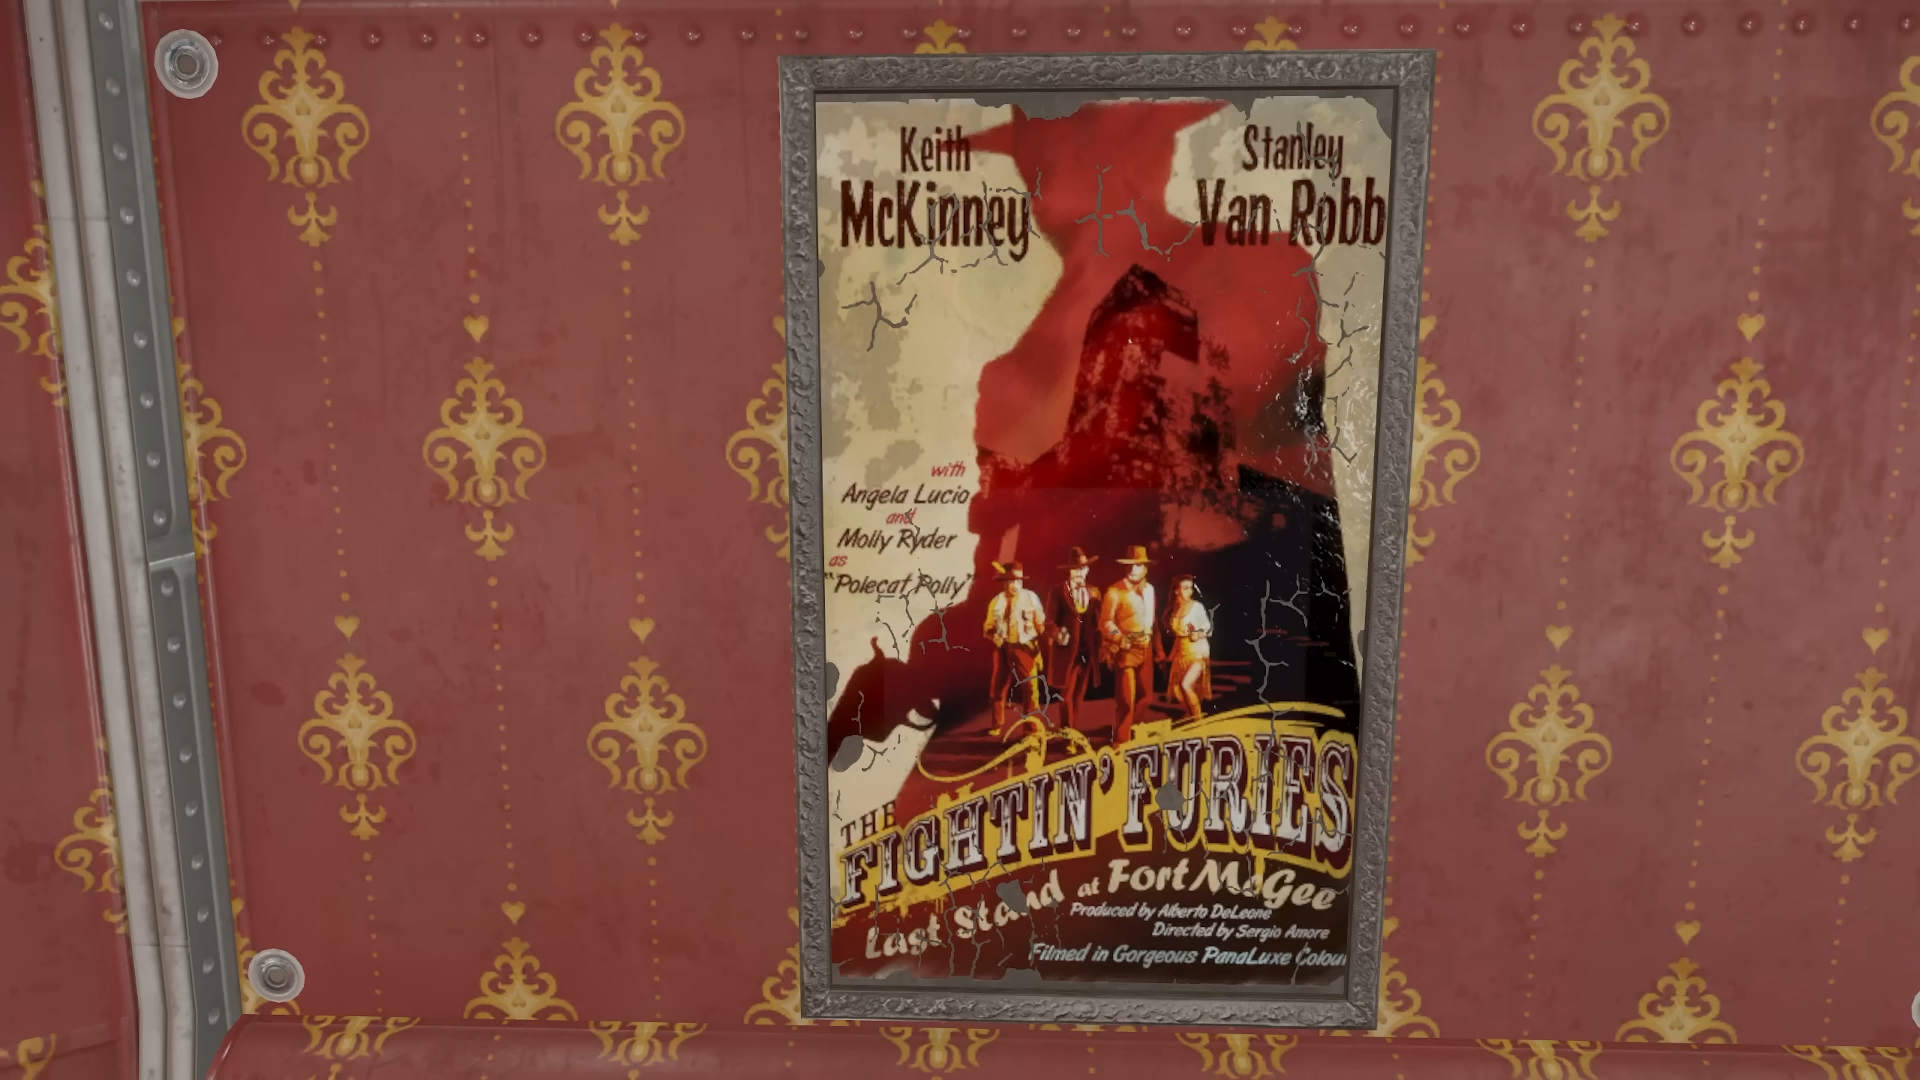 Keith
McKinney
Stanley
Van Robb
with
Angela Lucio
and
Molly Ryder
as
"Polecat Polly"
THE
FIGHTIN' FURIES
Last Stand at Fort McGee
Produced by Alberto DeLeone
Directed by Sergio Amore
Filmed in Gorgeous PanaLuxe Colour